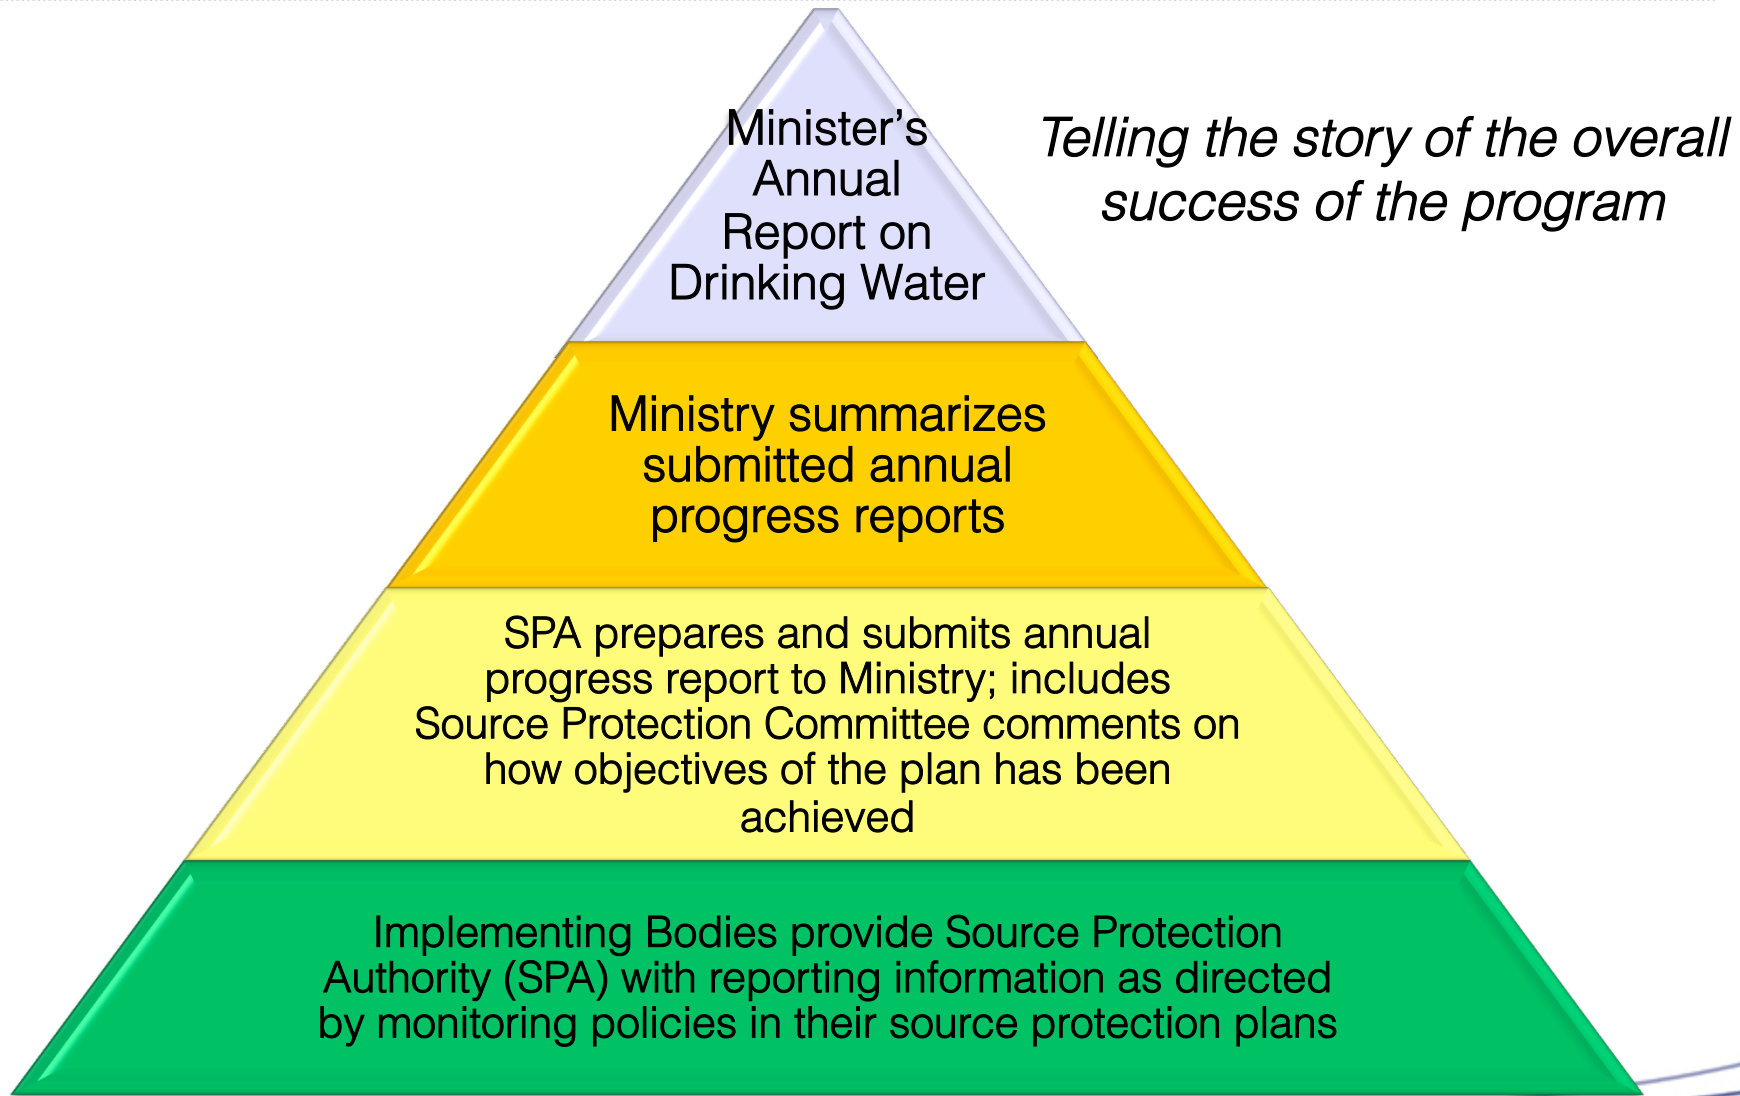 Minister’s
Annual
Report on
Drinking Water
Telling the story of the overall
success of the program
Ministry summarizes
submitted annual
progress reports
SPA prepares and submits annual
progress report to Ministry; includes
Source Protection Committee comments on
how objectives of the plan has been
achieved
Implementing Bodies provide Source Protection
Authority (SPA) with reporting information as directed
by monitoring policies in their source protection plans